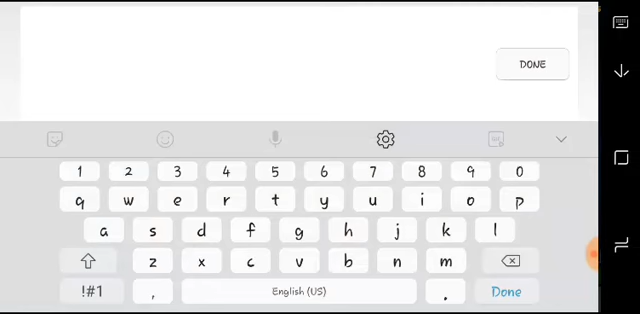 DONE
1 2 3 4 5 6 7 8 9 0
q w e r t y u i o p
a s d f g h j k l
z x c v b n m
!#1 , English (US) . Done